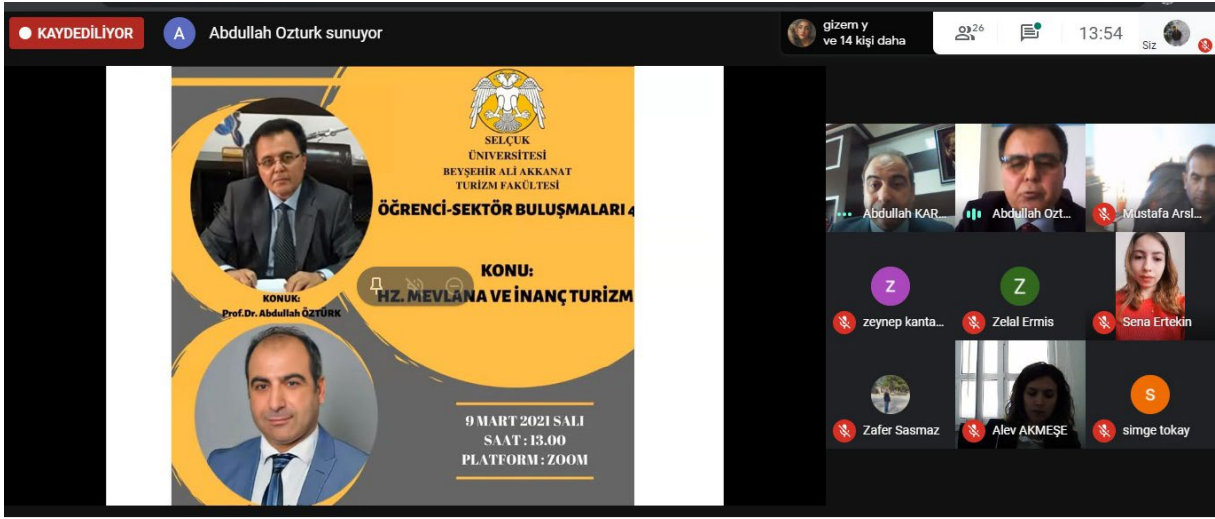 KAYDEDİLİYOR
A
Abdullah Ozturk sunuyor
gizem y
ve 14 kişi daha
26
13:54
Siz
SELÇUK
ÜNİVERSİTESİ
BEYŞEHİR ALİ AKKANAT
TURİZM FAKÜLTESİ
ÖĞRENCİ-SEKTÖR BULUŞMALARI 4
KONU:
HZ. MEVLANA VE İNANÇ TURİZM
KONUK:
Prof.Dr. Abdullah ÖZTÜRK
9 MART 2021 SALI
SAAT : 13.00
PLATFORM : ZOOM
Abdullah KAR...
Abdullah Ozt...
Mustafa Arsl...
Z
zeynep kanta...
Z
Zelal Ermis
Sena Ertekin
Zafer Sasmaz
Alev AKMEŞE
S
simge tokay